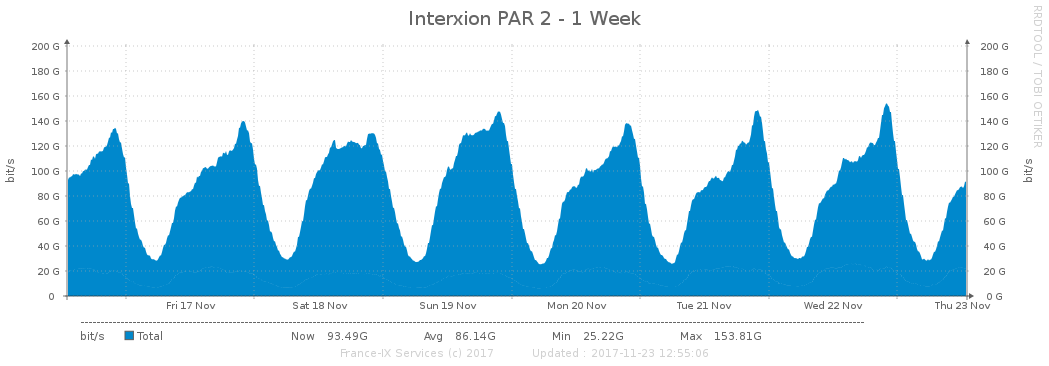 Interxion PAR 2 - 1 Week
RRDTOOL / TOBI OETIKER
200 G 200 G
180 G 180 G
160 G 160 G
140 G 140 G
120 G 120 G
100 G 100 G
80 G 80 G
60 G 60 G
40 G 40 G
20 G 20 G
0 0 G
bit/s bit/s
Fri 17 Nov Sat 18 Nov Sun 19 Nov Mon 20 Nov Tue 21 Nov Wed 22 Nov Thu 23 Nov
bit/s Total Now 93.49G Avg 86.14G Min 25.22G Max 153.81G
France-IX Services (c) 2017 Updated : 2017-11-23 12:55:06